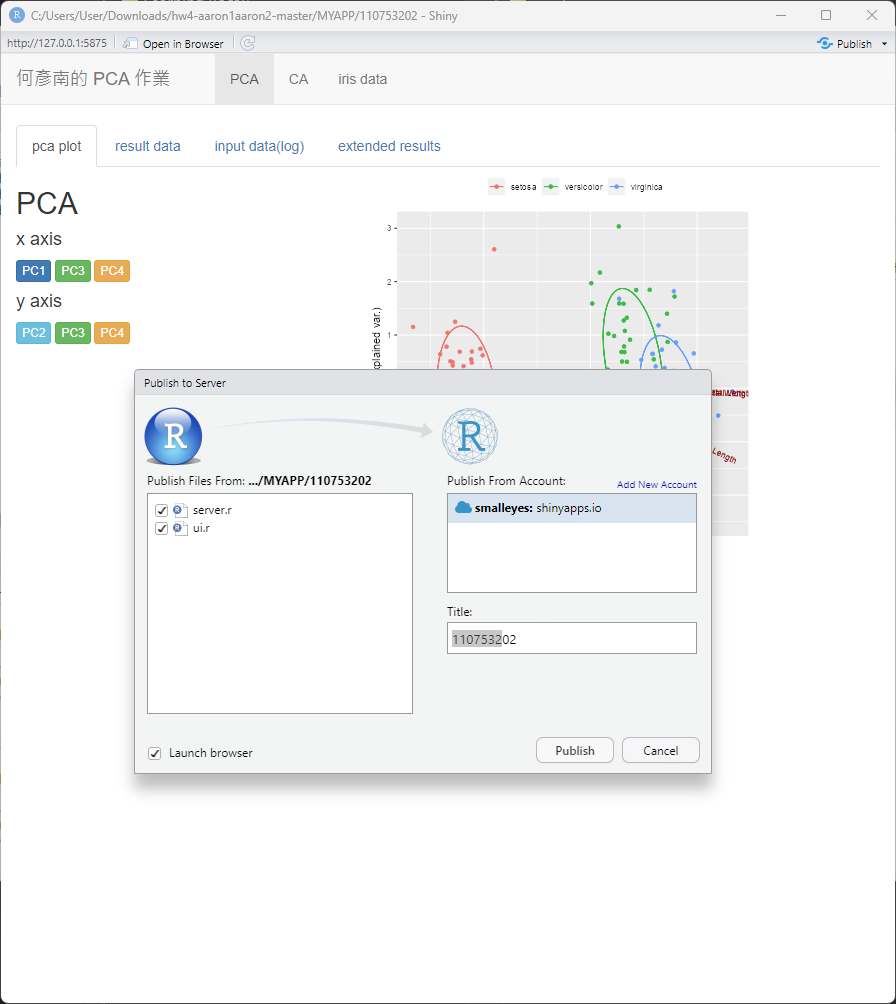 C:/Users/User/Downloads/hw4-aaron1aaron2-master/MYAPP/110753202 - Shiny
http://127.0.0.1:5875 Open in Browser Publish
何彥南的 PCA 作業 PCA CA iris data
pca plot result data input data(log) extended results
PCA
x axis
PC1 PC3 PC4
y axis
PC2 PC3 PC4
setosa versicolor virginica
3
2
1
xplained var.)
Length
Publish to Server
R R
Publish Files From: .../MYAPP/110753202
server.r
ui.r
Publish From Account: Add New Account
smalleyes: shinyapps.io
Title:
110753202
Launch browser
Publish Cancel